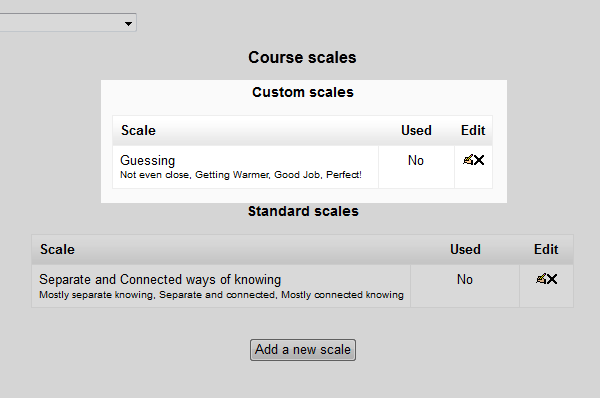 Course scales
Custom scales
Scale Used Edit
Guessing No
Not even close, Getting Warmer, Good Job, Perfect!
Standard scales
Scale Used Edit
Separate and Connected ways of knowing No
Mostly separate knowing, Separate and connected, Mostly connected knowing
Add a new scale